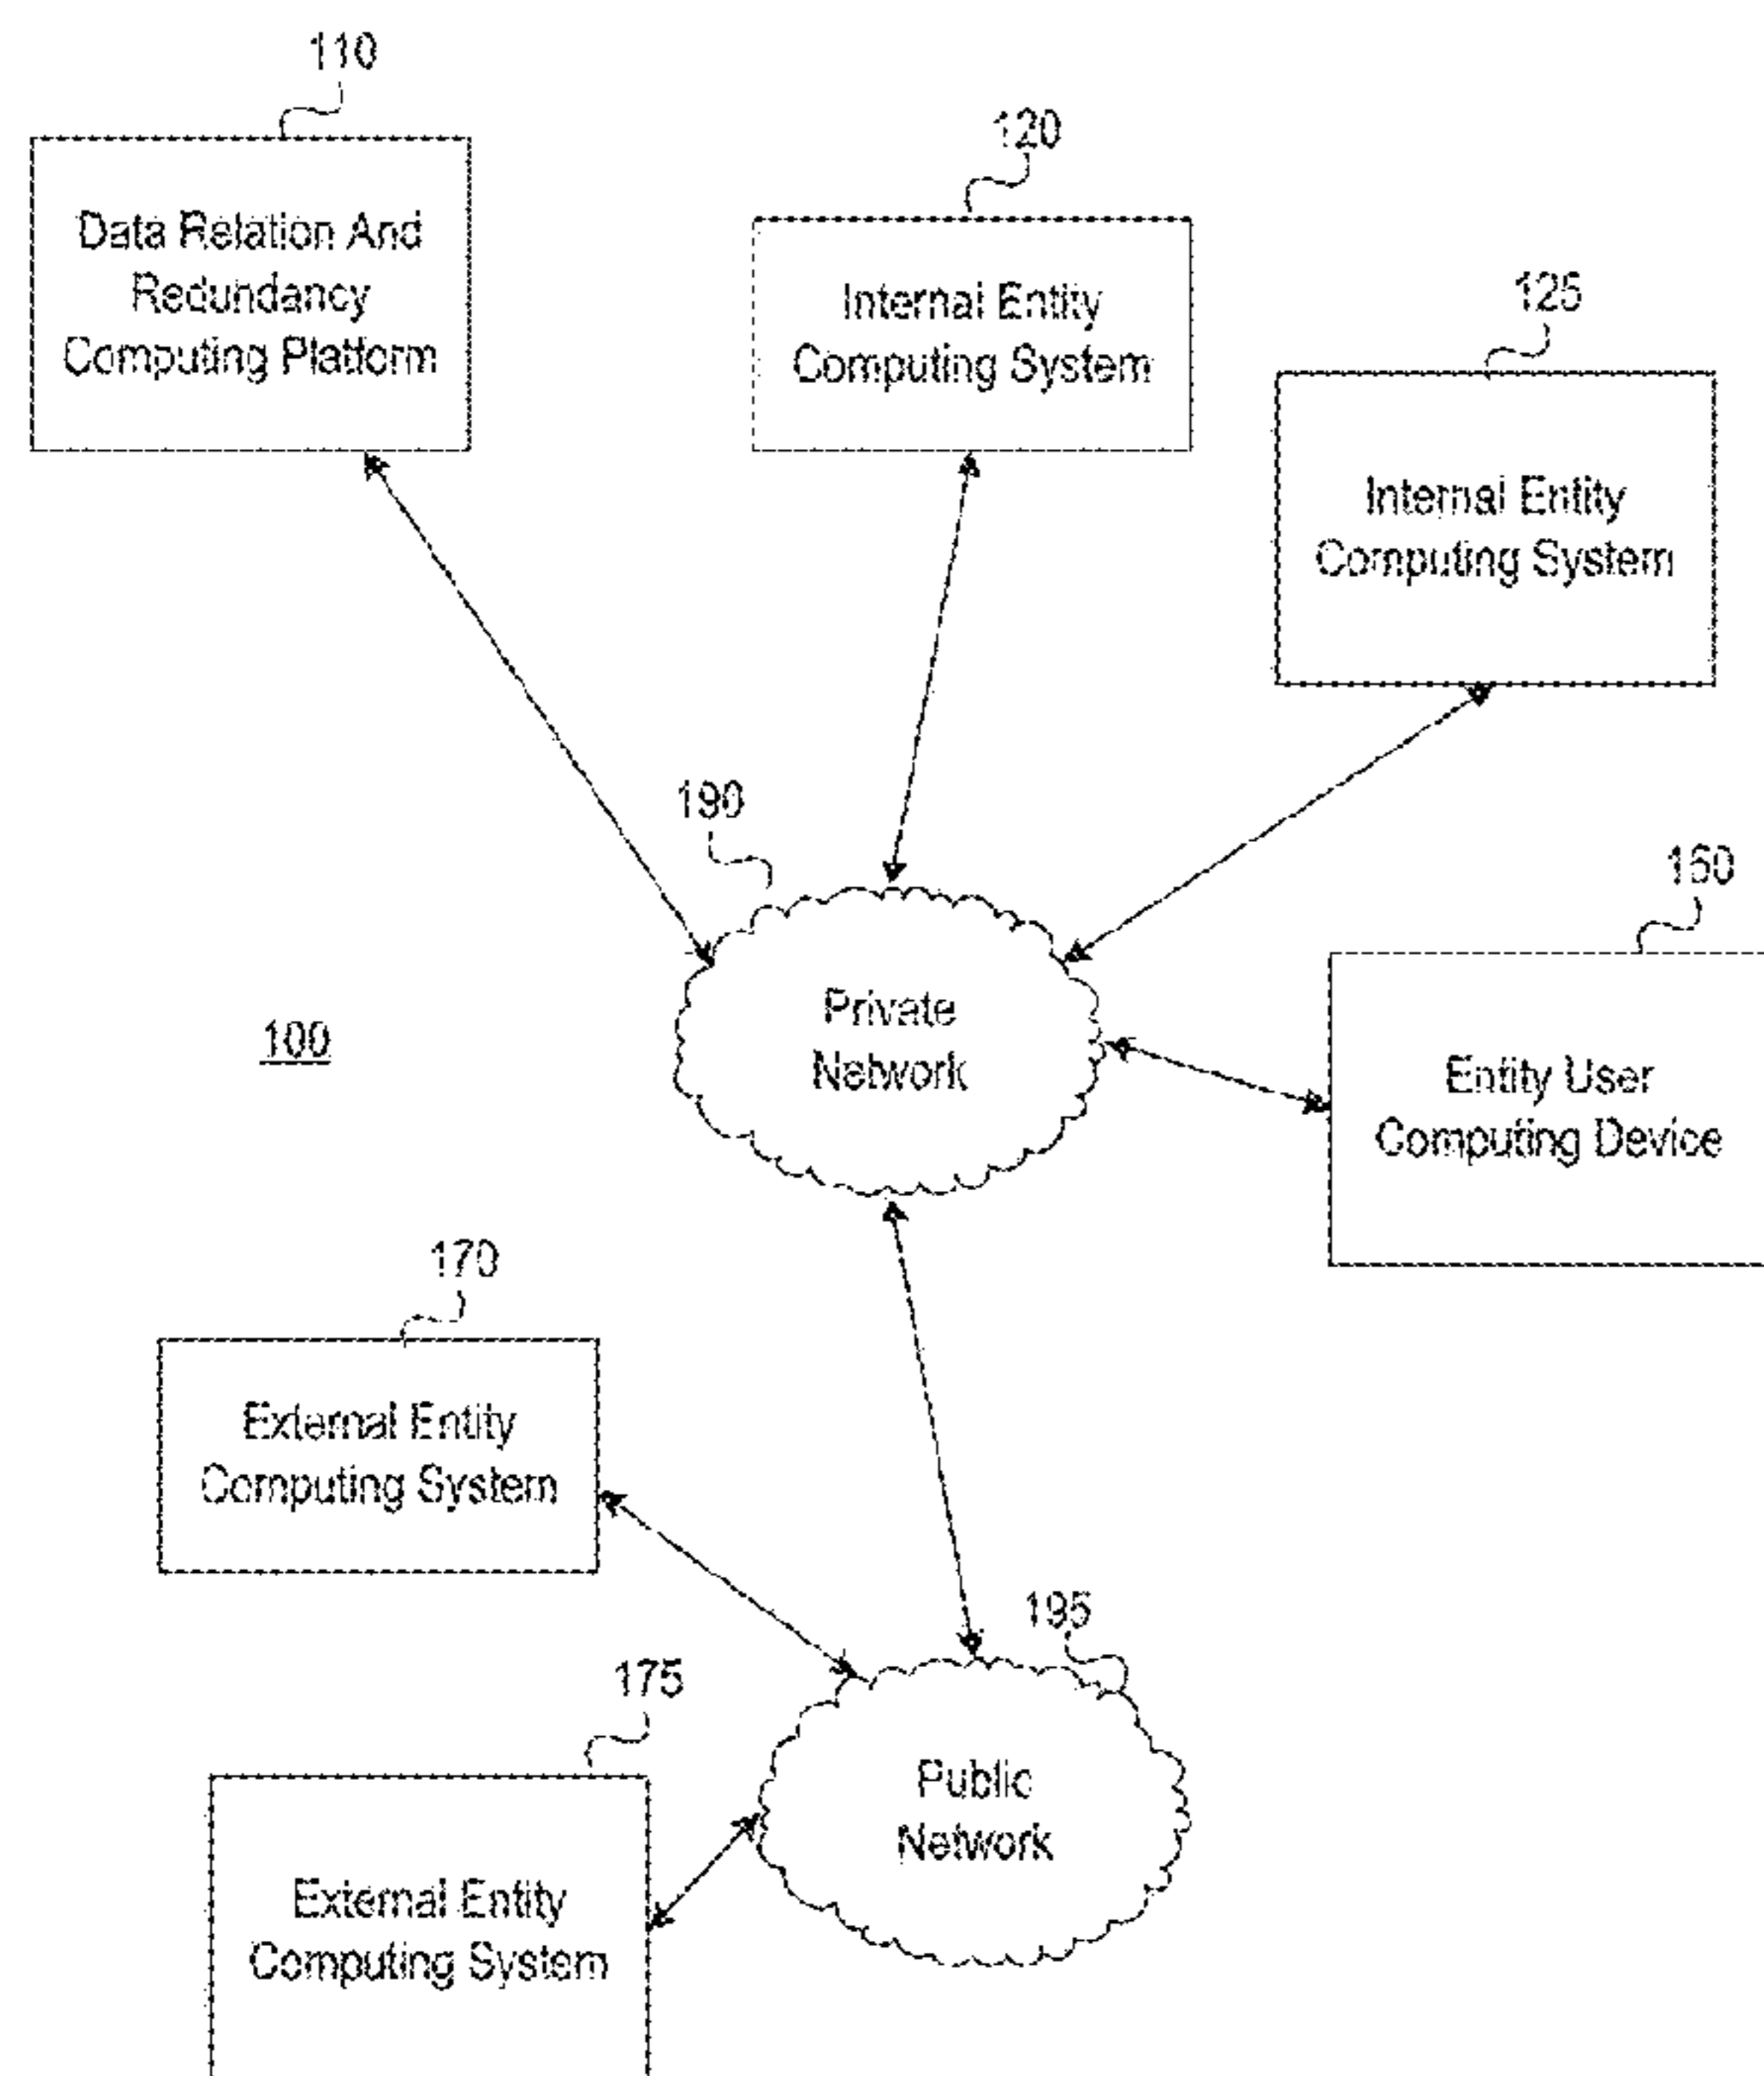 110
Data Relation And
Redundancy
Computing Platform
120
Internal Entity
Computing System
125
Internal Entity
Computing System
190
Private
Network
150
Entity User
Computing Device
100
170
External Entity
Computing System
195
Public
Network
175
External Entity
Computing System